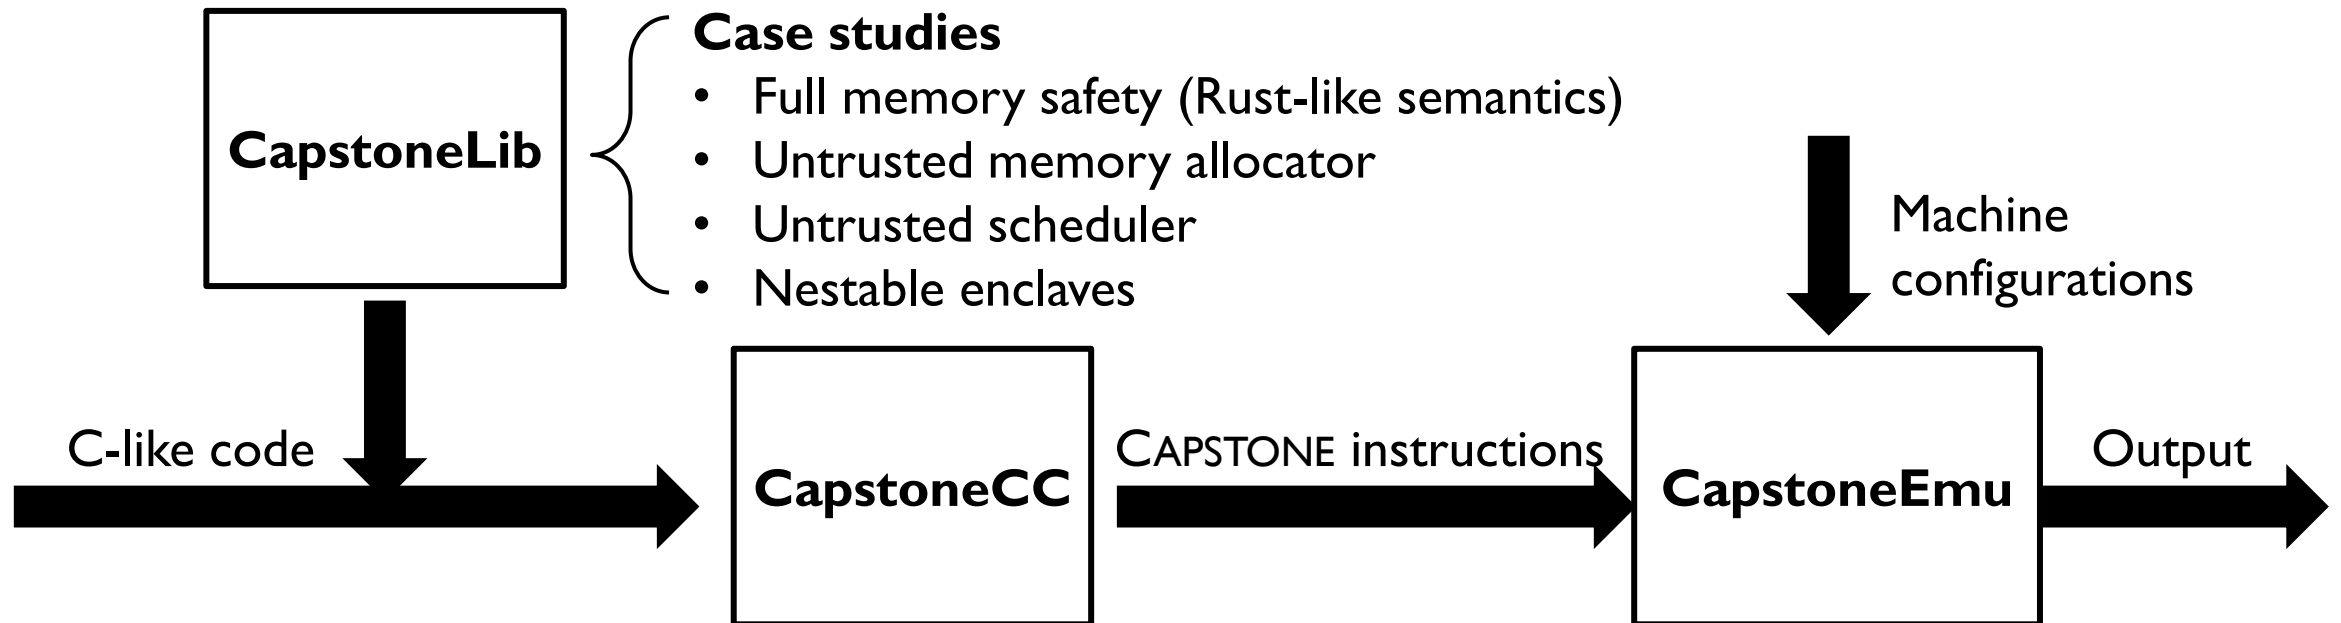 CapstoneLib
Case studies
• Full memory safety (Rust-like semantics)
• Untrusted memory allocator
• Untrusted scheduler
• Nestable enclaves
Machine
configurations
C-like code
CapstoneCC
CAPSTONE instructions
CapstoneEmu
Output